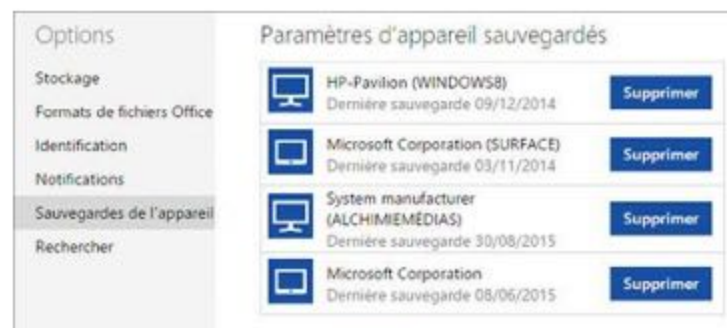 Options
Stockage
Formats de fichiers Office
Identification
Notifications
Sauvegardes de l'appareil
Rechercher
Paramètres d'appareil sauvegardés
HP-Pavilion (WINDOWS8)
Dernière sauvegarde 09/12/2014
Supprimer
Microsoft Corporation (SURFACE)
Dernière sauvegarde 03/11/2014
Supprimer
System manufacturer
(ALCHIMIEMÉDIAS)
Dernière sauvegarde 30/08/2015
Supprimer
Microsoft Corporation
Dernière sauvegarde 08/06/2015
Supprimer